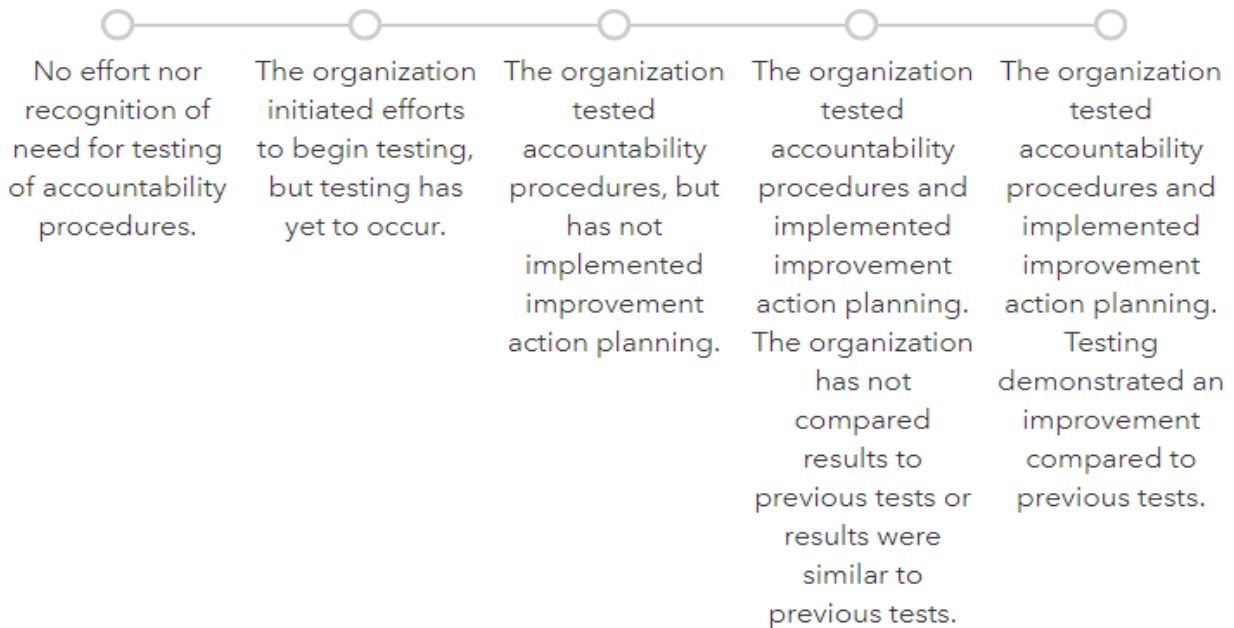 No effort nor
recognition of
need for testing
of accountability
procedures.
The organization
initiated efforts
to begin testing,
but testing has
yet to occur.
The organization
tested
accountability
procedures, but
has not
implemented
improvement
action planning.
The organization
tested
accountability
procedures and
implemented
improvement
action planning.
The organization
has not
compared
results to
previous tests or
results were
similar to
previous tests.
The organization
tested
accountability
procedures and
implemented
improvement
action planning.
Testing
demonstrated an
improvement
compared to
previous tests.